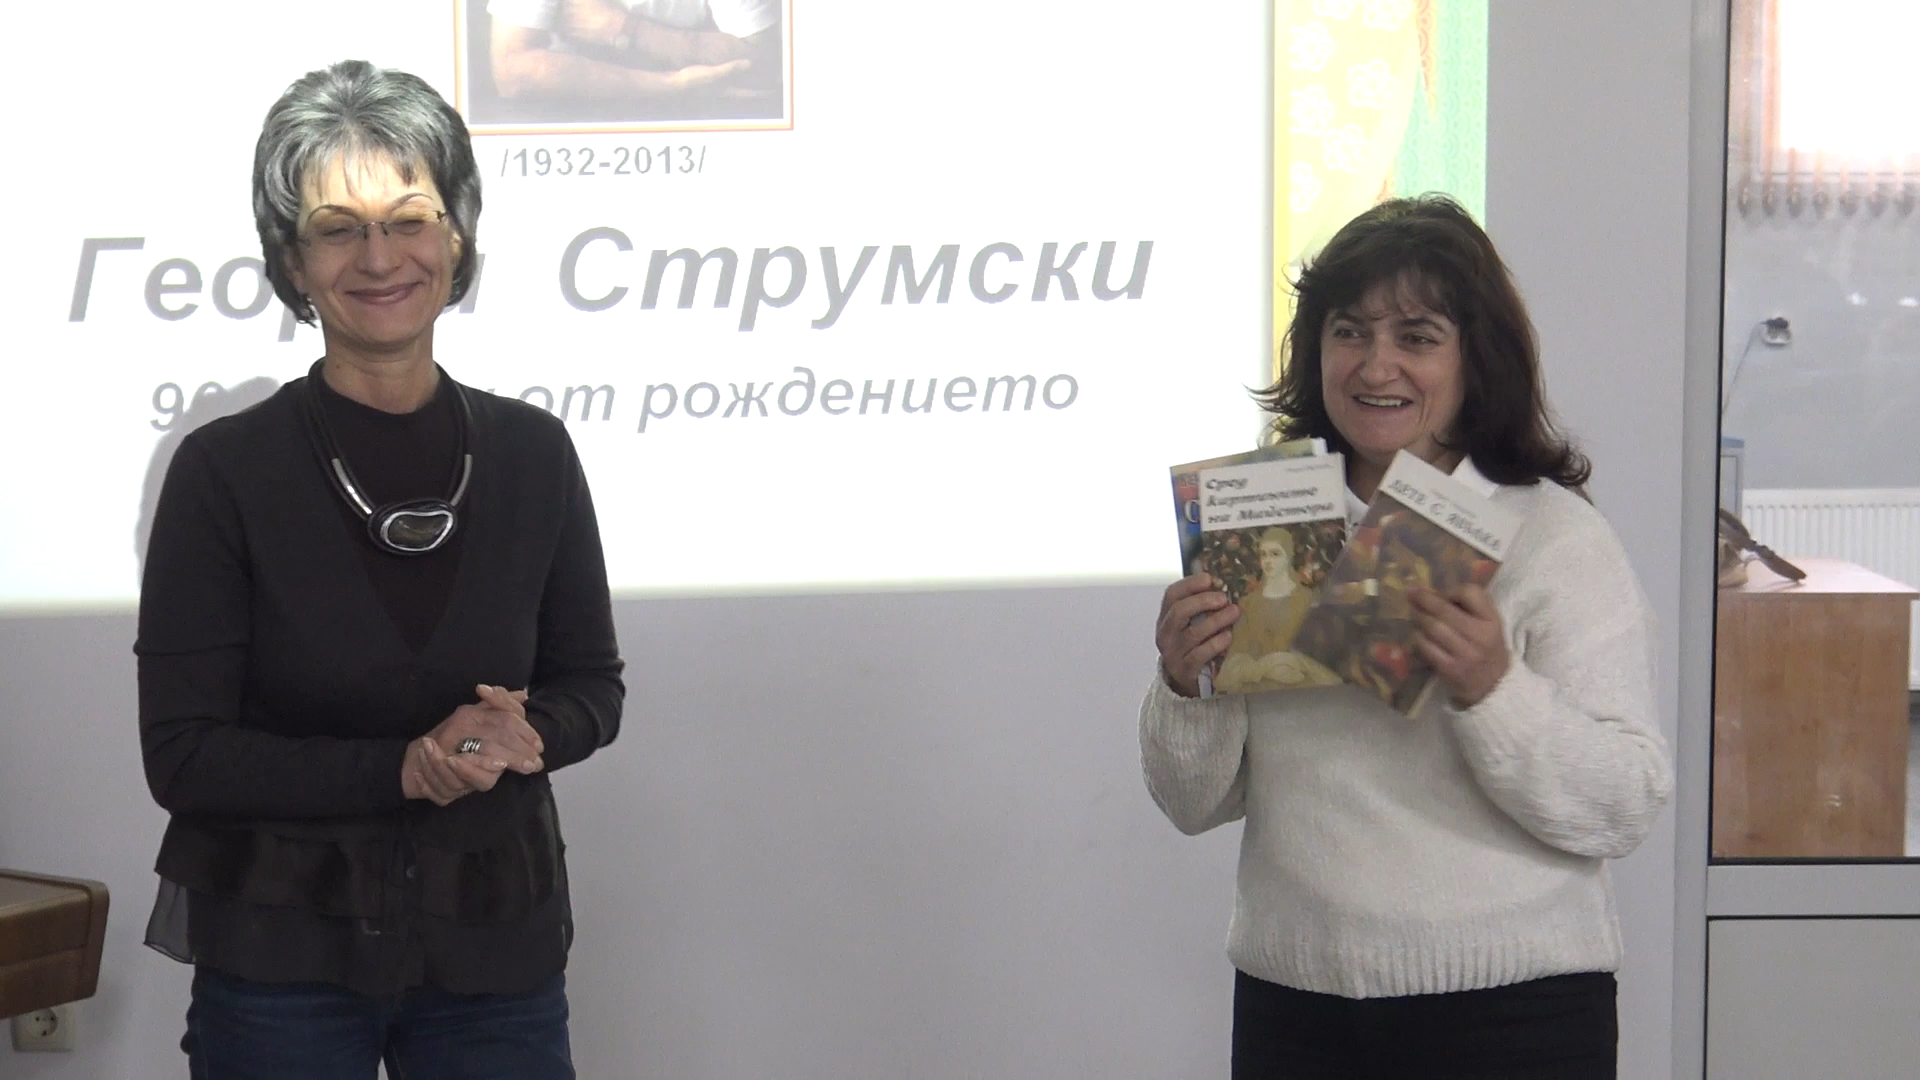 /1932-2013/
Струмски
от рождението
Сред
картините
на Майстора
ДЕТЕ С ЯБЪЛКА